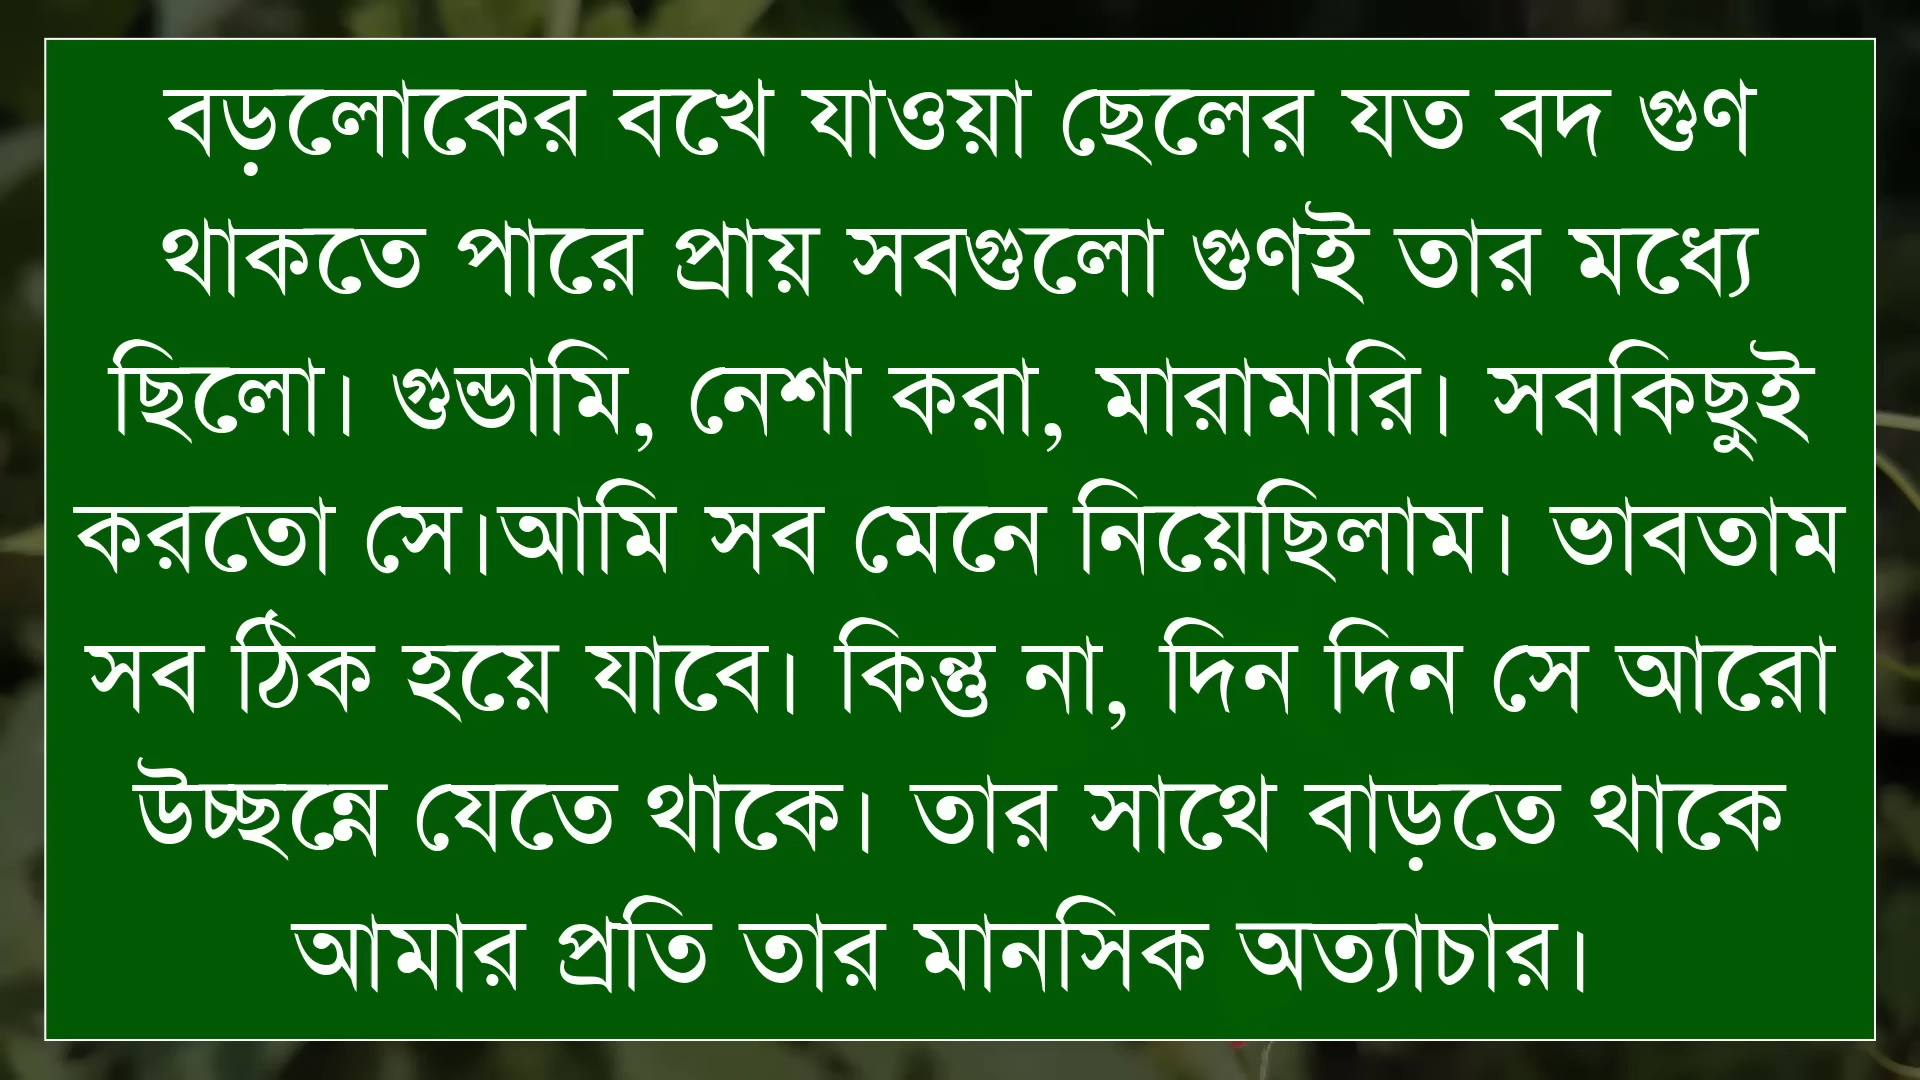 বড়লোকের বখে যাওয়া ছেলের যত বদ গুণ
থাকতে পারে প্রায় সবগুলো গুণই তার মধ্যে
ছিলো। গুন্ডামি, নেশা করা, মারামারি। সবকিছুই
করতো সে।আমি সব মেনে নিয়েছিলাম। ভাবতাম
সব ঠিক হয়ে যাবে। কিন্তু না, দিন দিন সে আরো
উচ্ছন্নে যেতে থাকে। তার সাথে বাড়তে থাকে
আমার প্রতি তার মানসিক অত্যাচার।